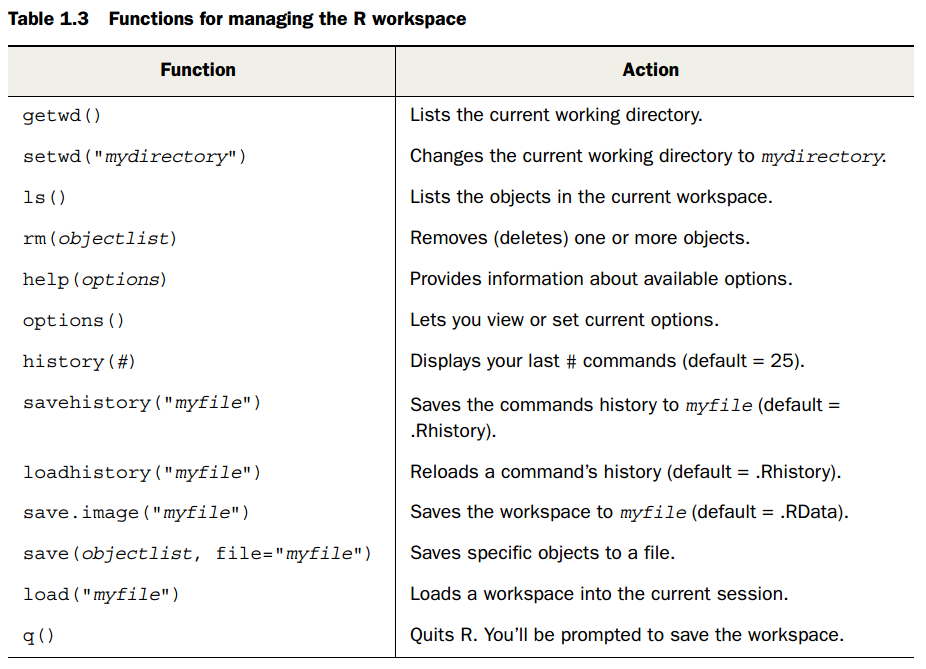 Table 1.3 Functions for managing the R workspace
Function Action
getwd() Lists the current working directory.
setwd("mydirectory") Changes the current working directory to mydirectory.
ls() Lists the objects in the current workspace.
rm(objectlist) Removes (deletes) one or more objects.
help(options) Provides information about available options.
options() Lets you view or set current options.
history(#) Displays your last # commands (default = 25).
savehistory("myfile") Saves the commands history to myfile (default =
.Rhistory).
loadhistory("myfile") Reloads a command's history (default = .Rhistory).
save.image("myfile") Saves the workspace to myfile (default = .RData).
save(objectlist, file="myfile") Saves specific objects to a file.
load("myfile") Loads a workspace into the current session.
q() Quits R. You'll be prompted to save the workspace.